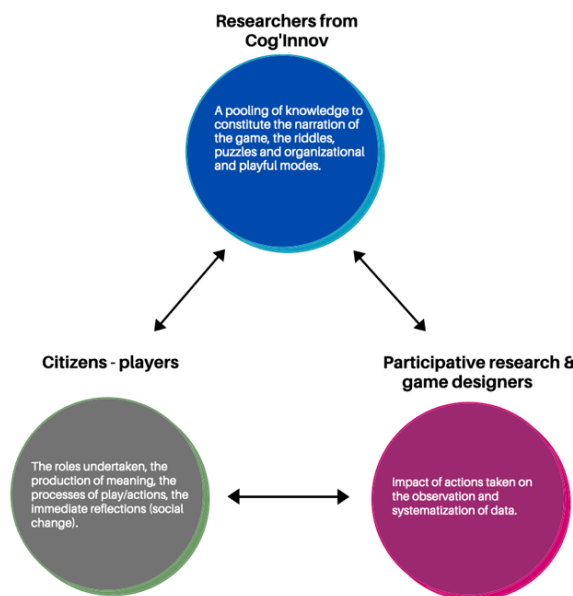 Researchers from
Cog'Innov
A pooling of knowledge to
constitute the narration of
the game, the riddles,
puzzles and organizational
and playful modes.
Citizens - players
The roles undertaken, the
production of meaning, the
processes of play/actions, the
immediate reflections (social
change).
Participative research &
game designers
Impact of actions taken on
the observation and
systematization of data.